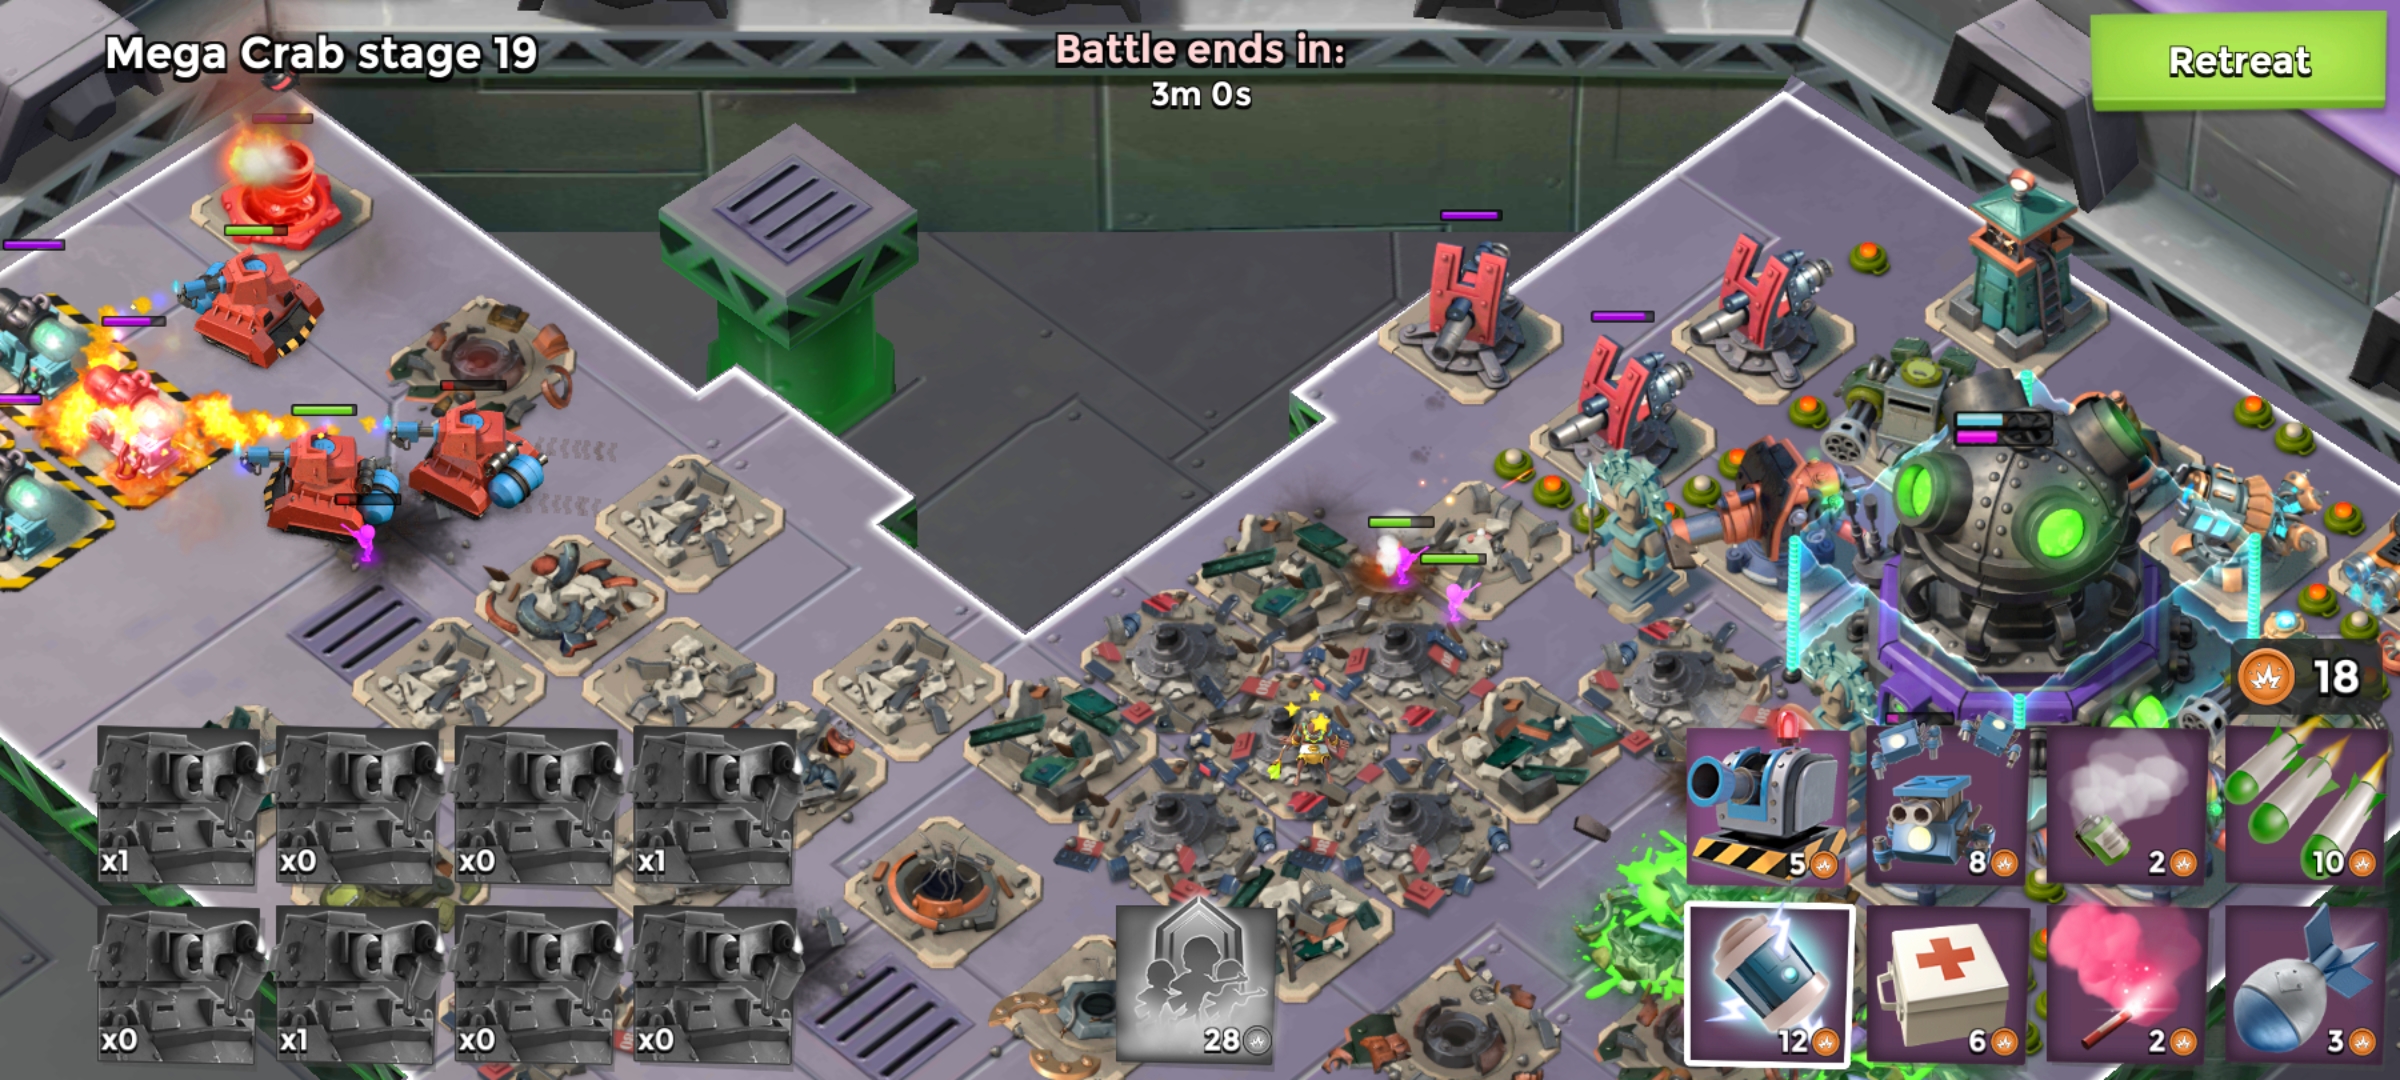 Mega Crab stage 19
Battle ends in:
3m 0s
Retreat
18
x1
x0
x0
x1
5
8
2
10
x0
x1
x0
x0
28
12
6
2
3